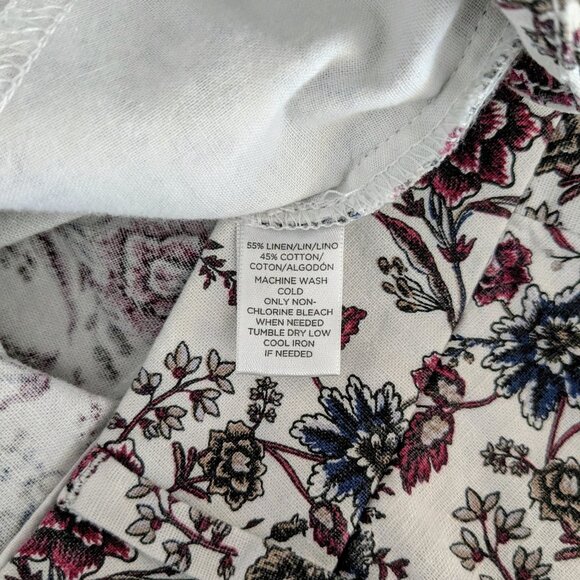 55% LINEN/LIN/LINO
45% COTTON/
COTON/ALGODÓN
MACHINE WASH
COLD
ONLY NON-
CHLORINE BLEACH
WHEN NEEDED
TUMBLE DRY LOW
COOL IRON
IF NEEDED